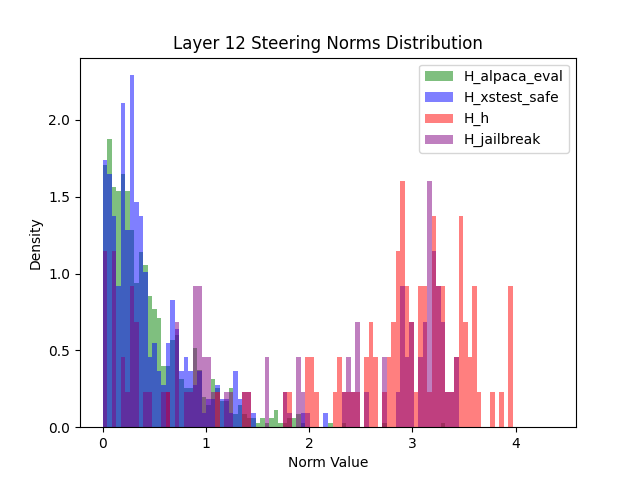 Layer 12 Steering Norms Distribution
H_alpaca_eval
H_xstest_safe
H_h
H_jailbreak
Density
2.0
1.5
1.0
0.5
0.0
0
1
2
3
4
Norm Value